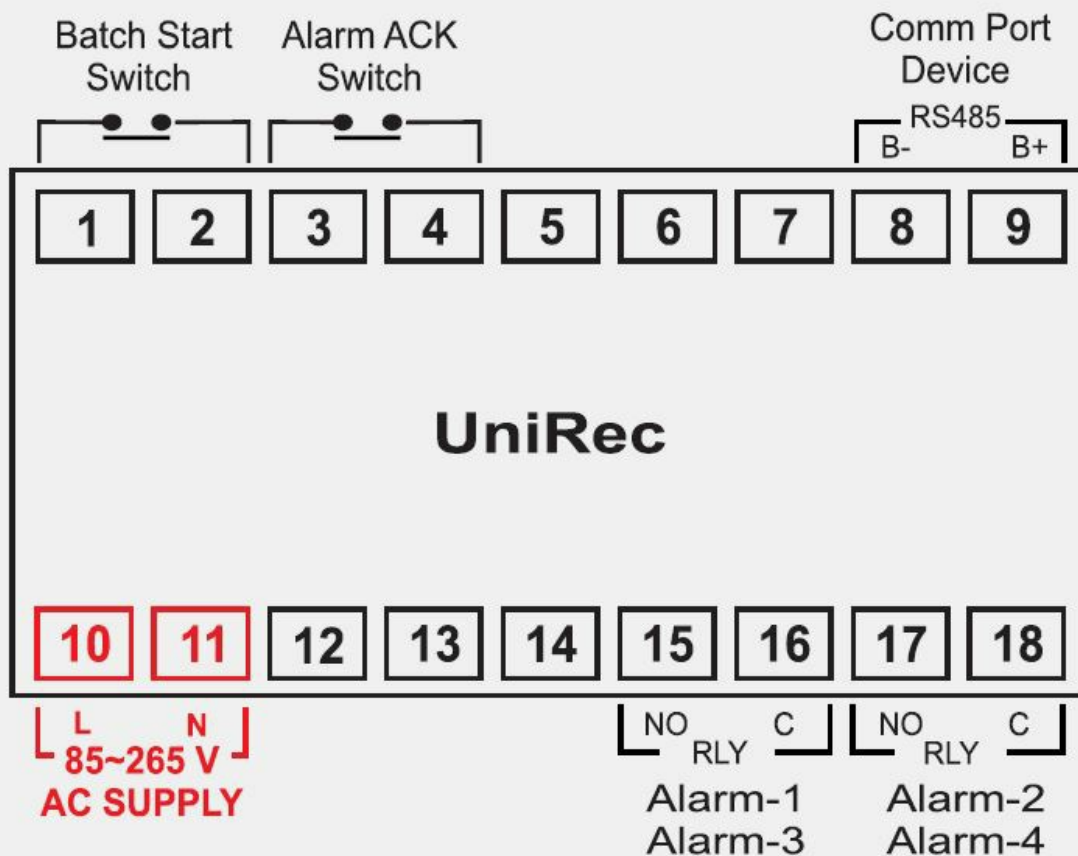 Batch Start
Switch
Alarm ACK
Switch
Comm Port
Device
RS485
B- B+
1 2 3 4 5 6 7 8 9
UniRec
10 11 12 13 14 15 16 17 18
L N
85~265 V
AC SUPPLY
NO C
RLY
Alarm-1
Alarm-3
NO C
RLY
Alarm-2
Alarm-4